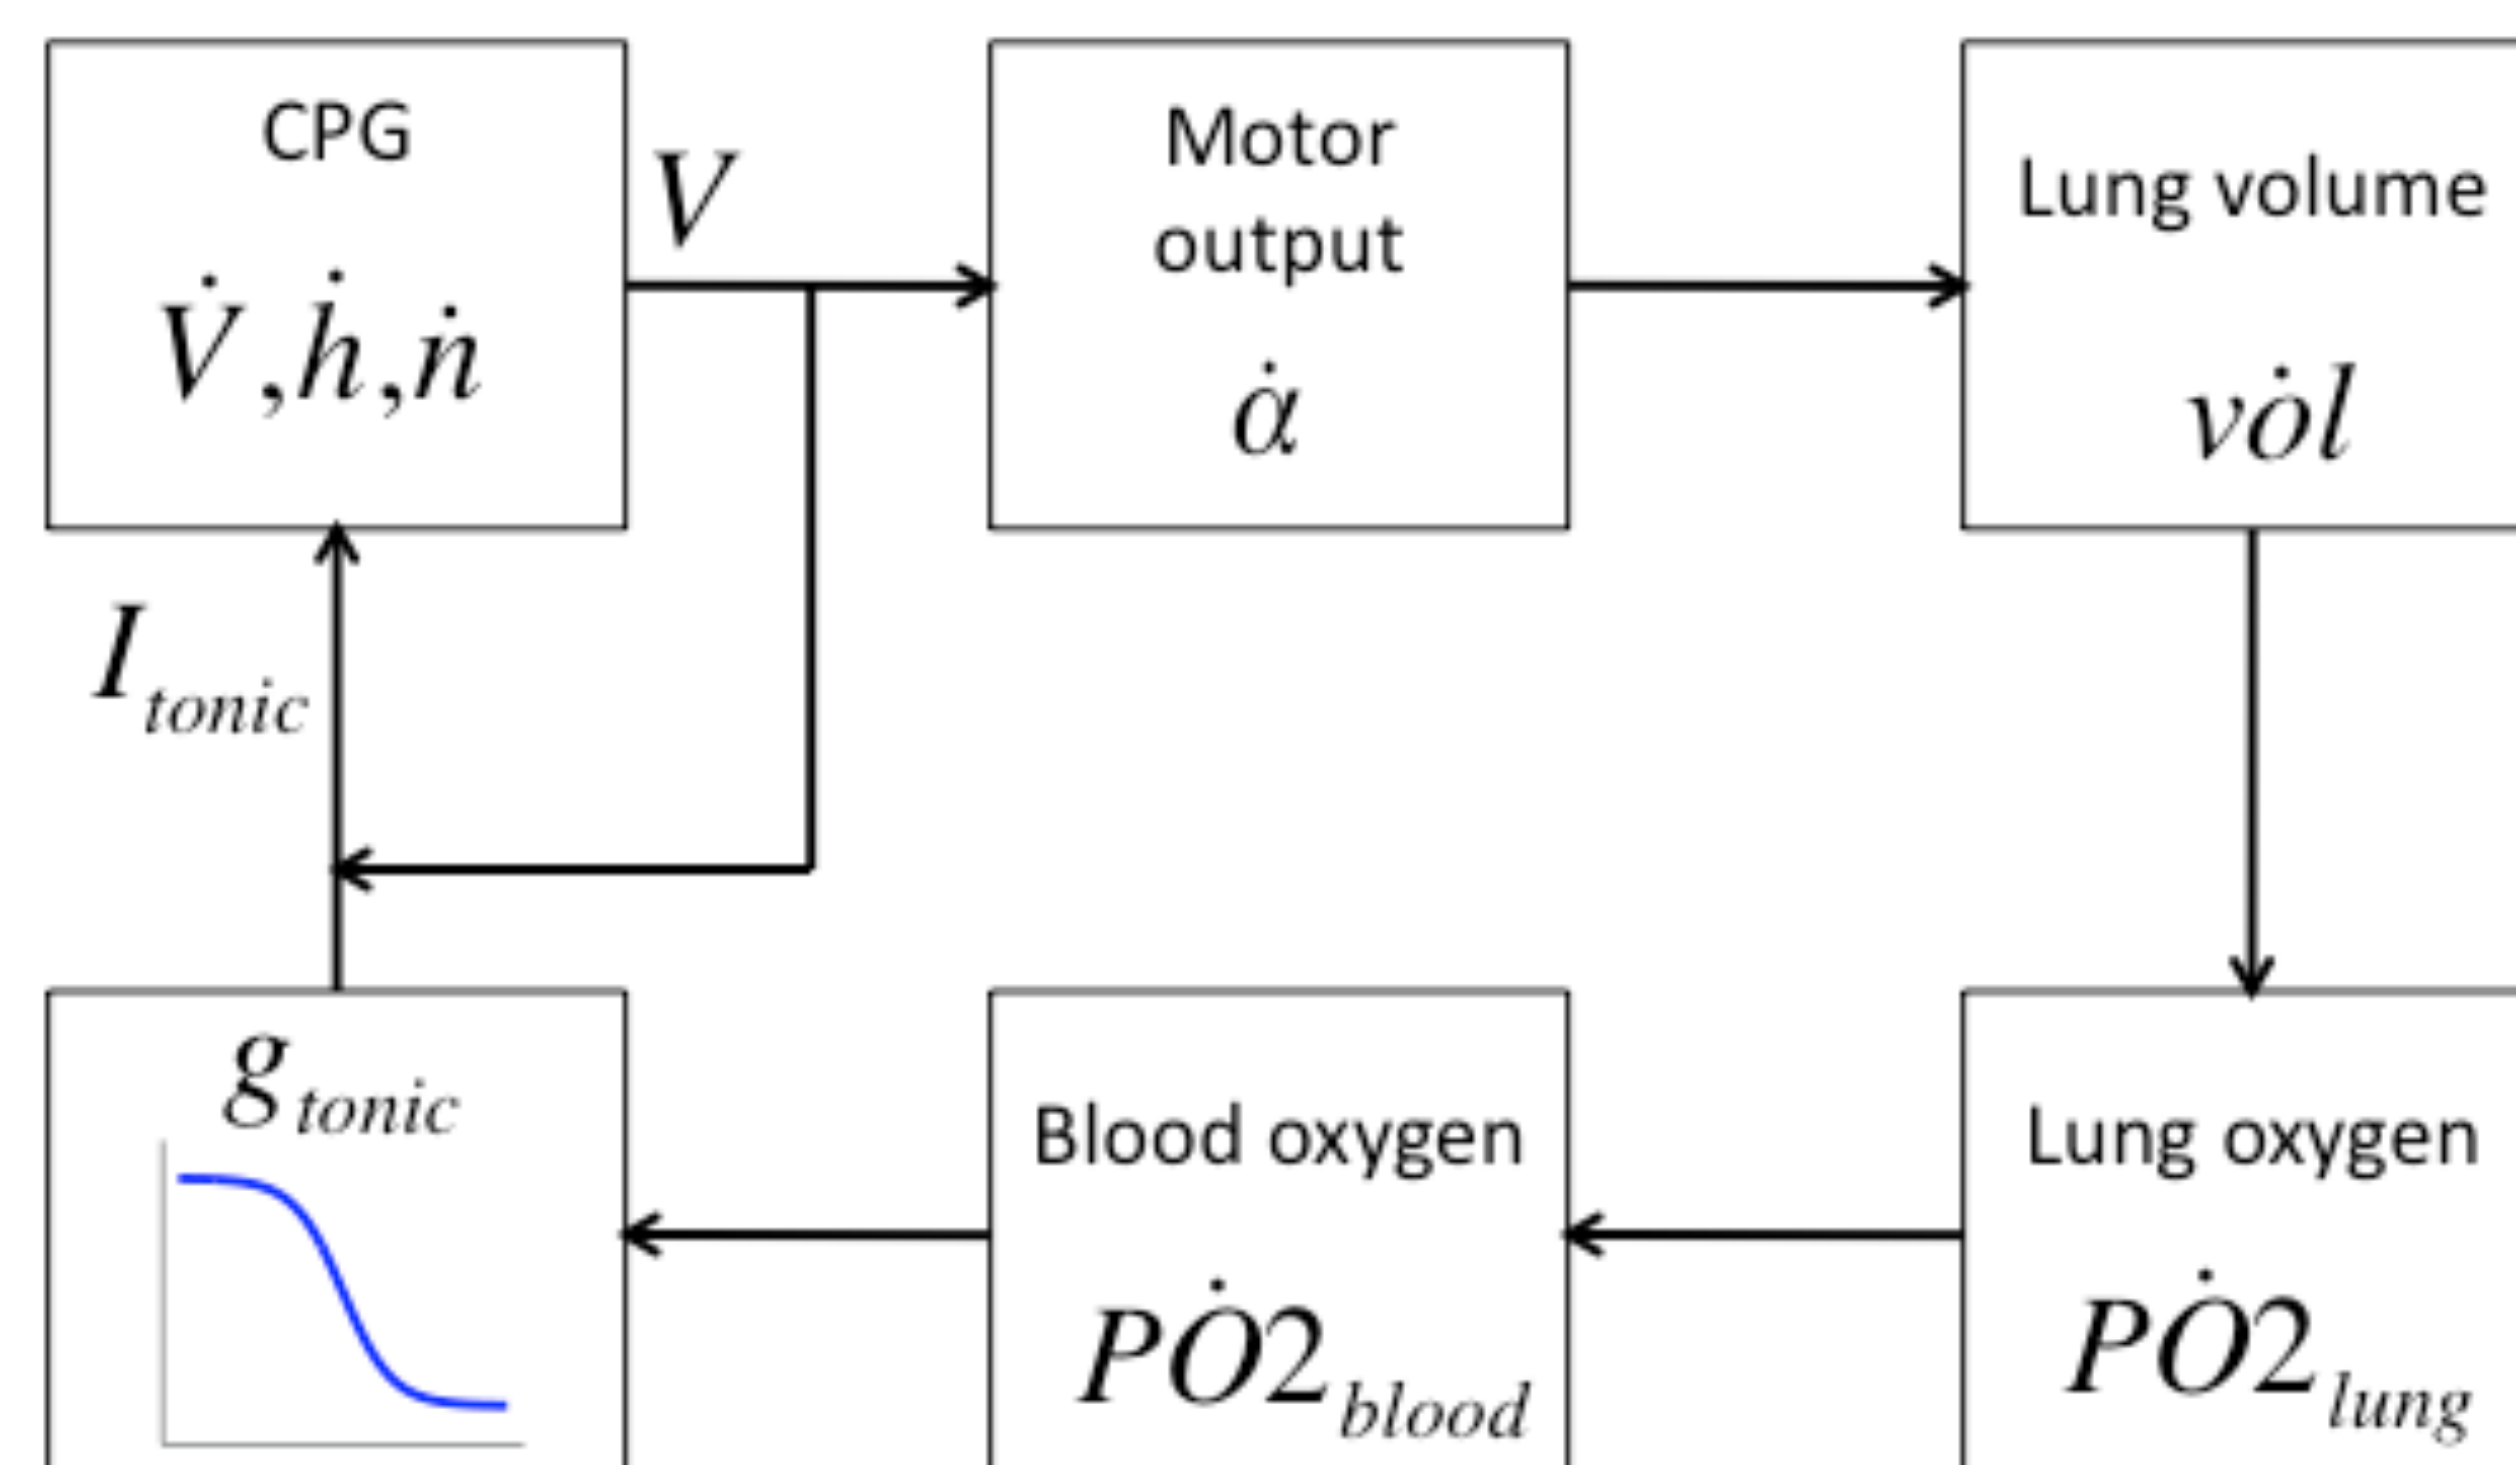 CPG
V̇,ḣ,ṅ
V
Motor
output
α̇
Lung volume
vȯl
I_tonic
g_tonic
Blood oxygen
PȮ2_blood
Lung oxygen
PȮ2_lung